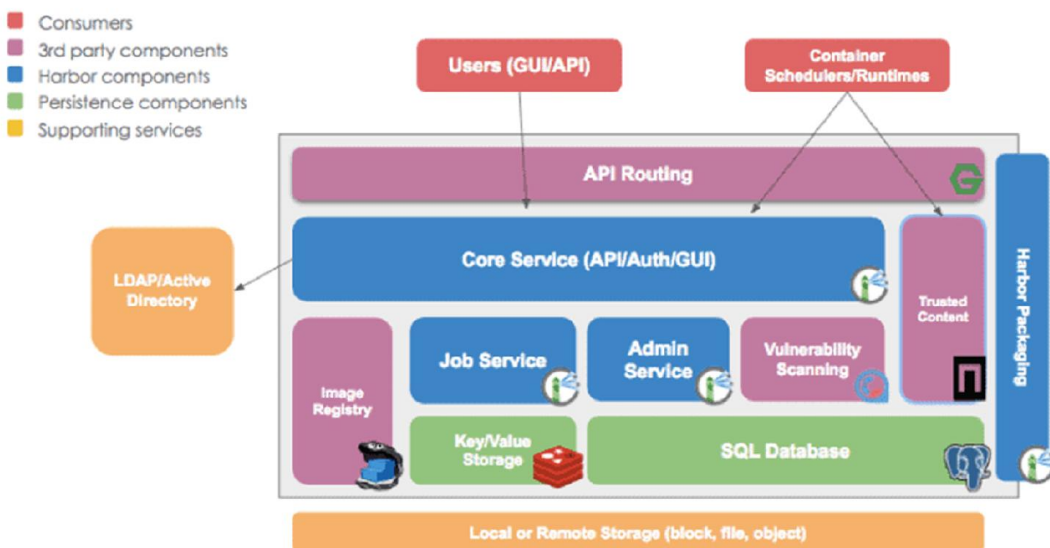 Consumers
3rd party components
Harbor components
Persistence components
Supporting services
Users (GUI/API)
Container
Schedulers/Runtimes
API Routing
LDAP/Active
Directory
Core Service (API/Auth/GUI)
Trusted
Content
Harbor Packaging
Image
Registry
Job Service
Admin
Service
Vulnerability
Scanning
Key/Value
Storage
SQL Database
Local or Remote Storage (block, file, object)